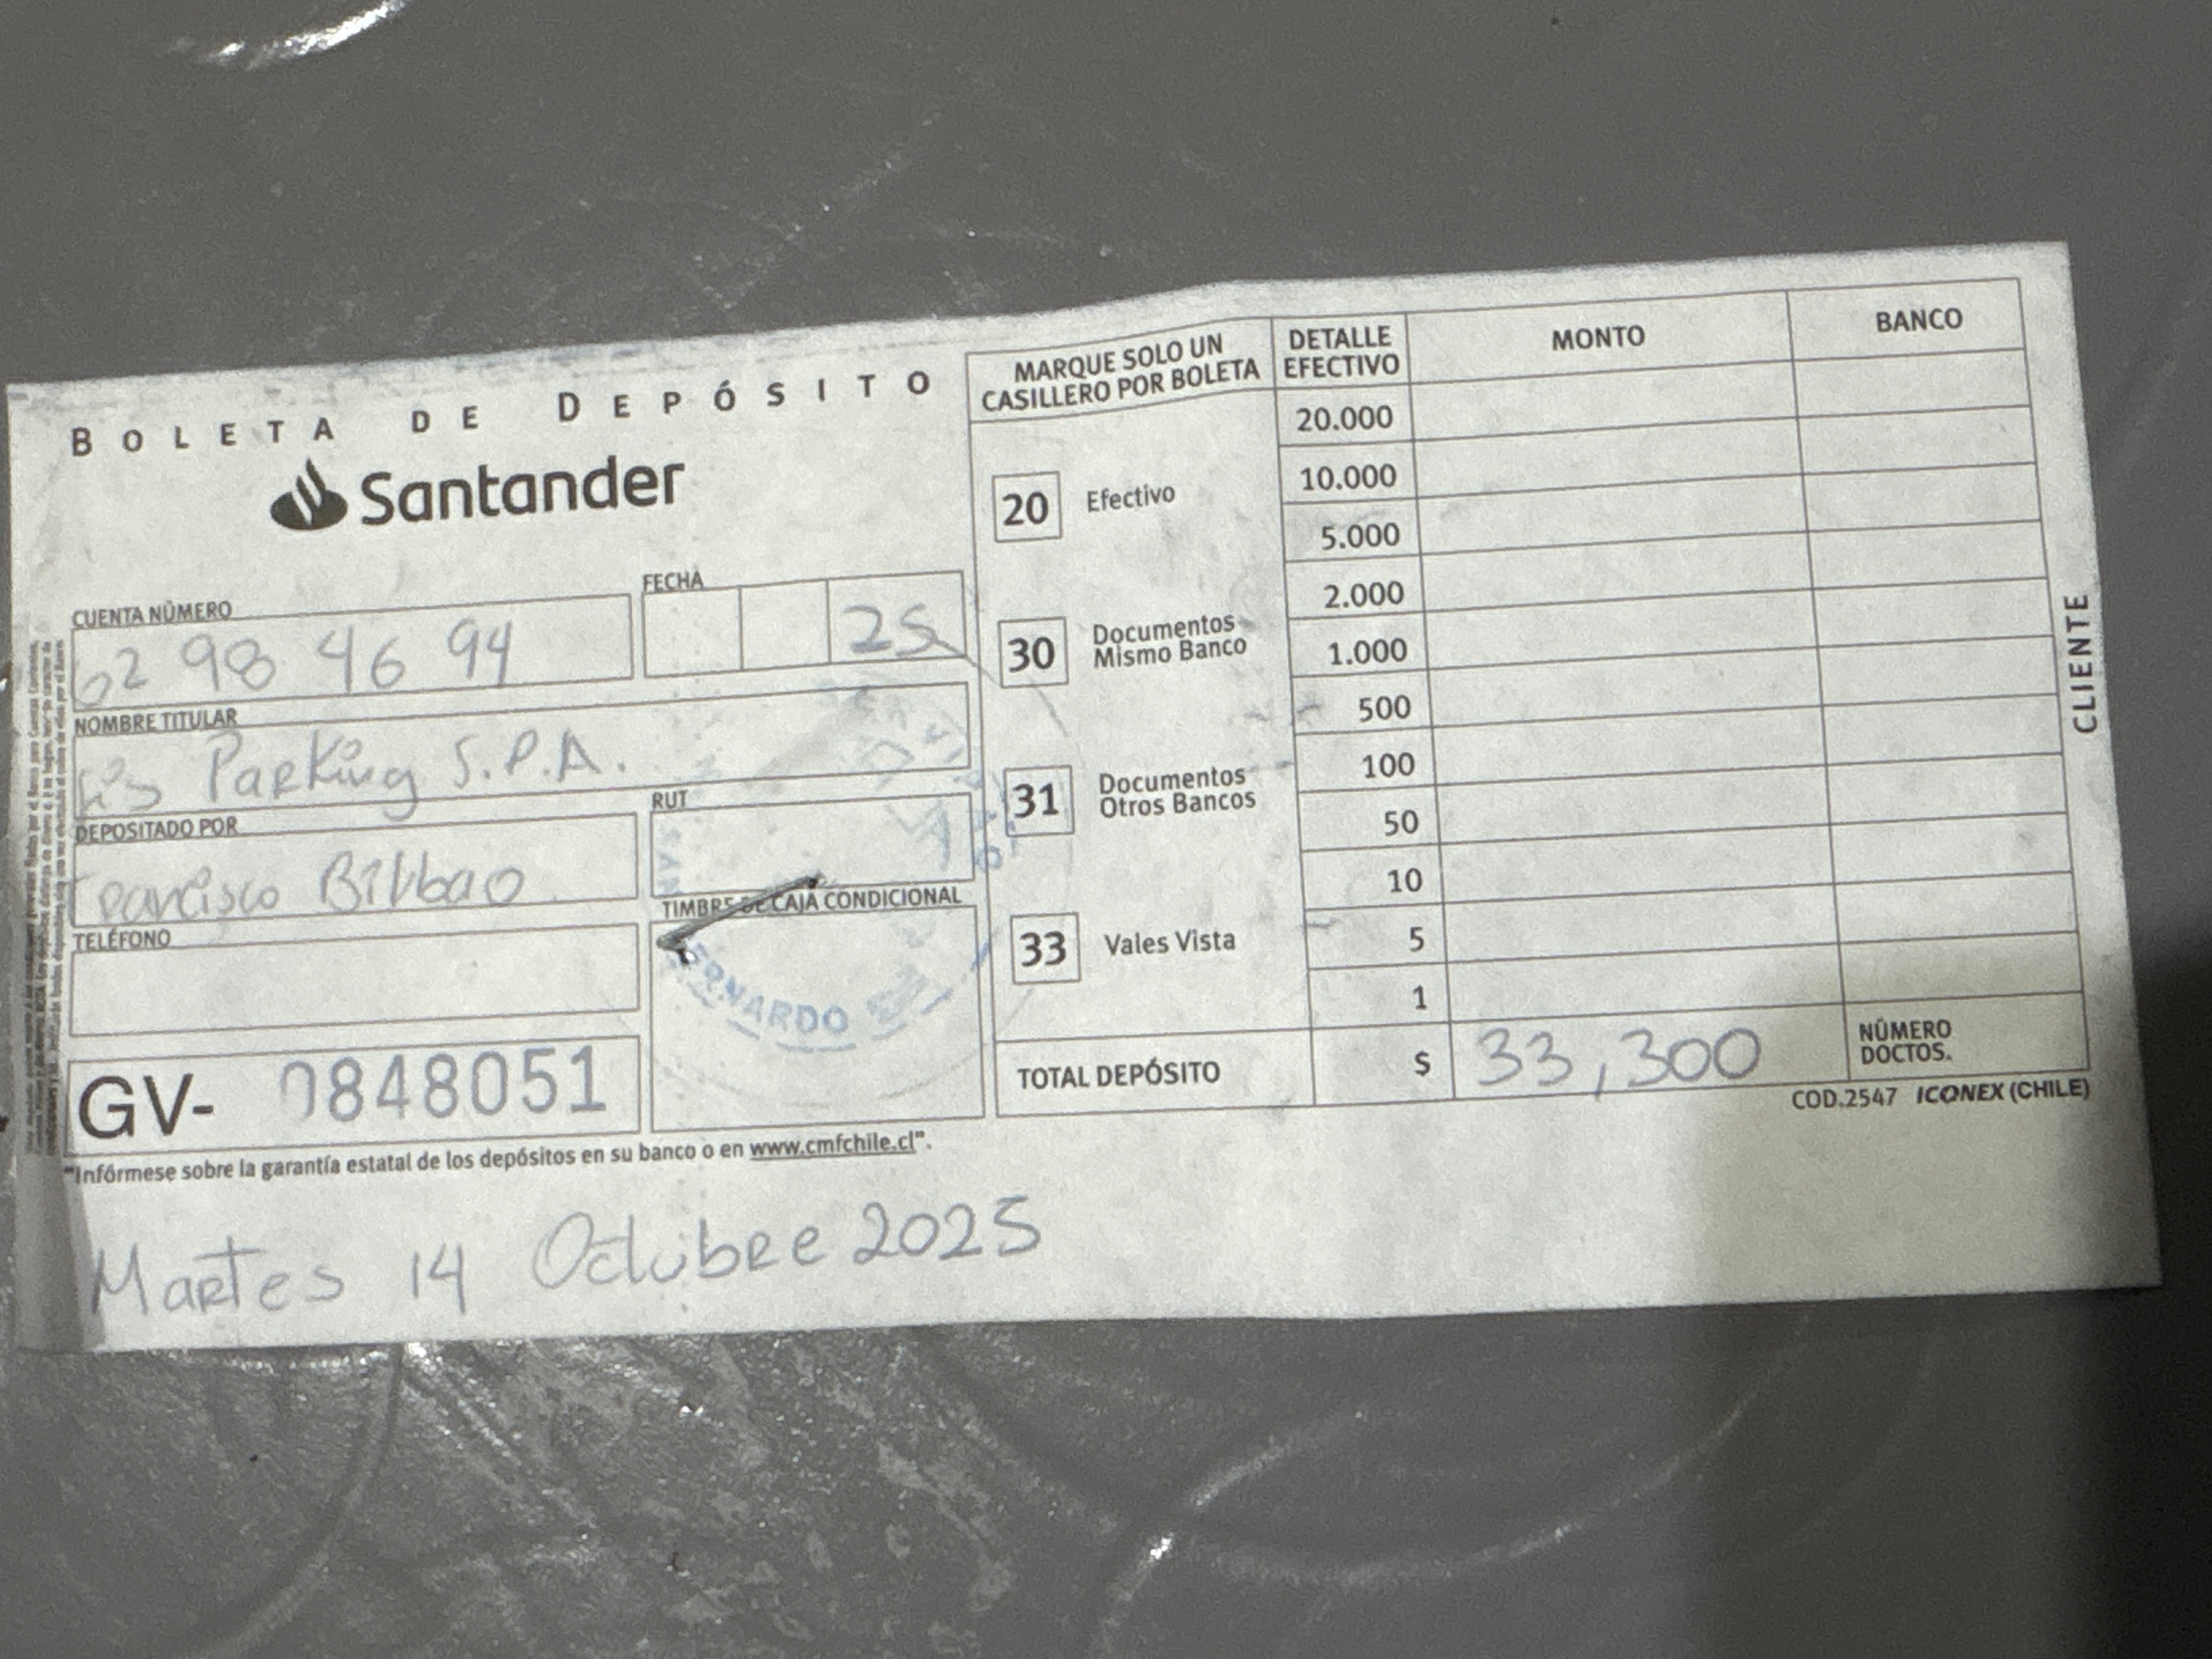 BOLETA DE DEPÓSITO
Santander
CUENTA NÚMERO
02 98 46 94
FECHA
25
NOMBRE TITULAR
Parking S.P.A.
DEPOSITADO POR
Francisco Bilbao
RUT
TELÉFONO
TIMBRE DE CAJA CONDICIONAL
ERNARDO
GV- 0848051
"Infórmese sobre la garantía estatal de los depósitos en su banco o en www.cmfchile.cl".
Martes 14 Octubre 2025
MARQUE SOLO UN
CASILLERO POR BOLETA
20 Efectivo
30 Documentos
Mismo Banco
31 Documentos
Otros Bancos
33 Vales Vista
DETALLE
EFECTIVO
MONTO
BANCO
20.000
10.000
5.000
2.000
1.000
500
100
50
10
5
1
TOTAL DEPÓSITO $ 33,300
NÚMERO
DOCTOS.
COD.2547 ICONEX (CHILE)
CLIENTE